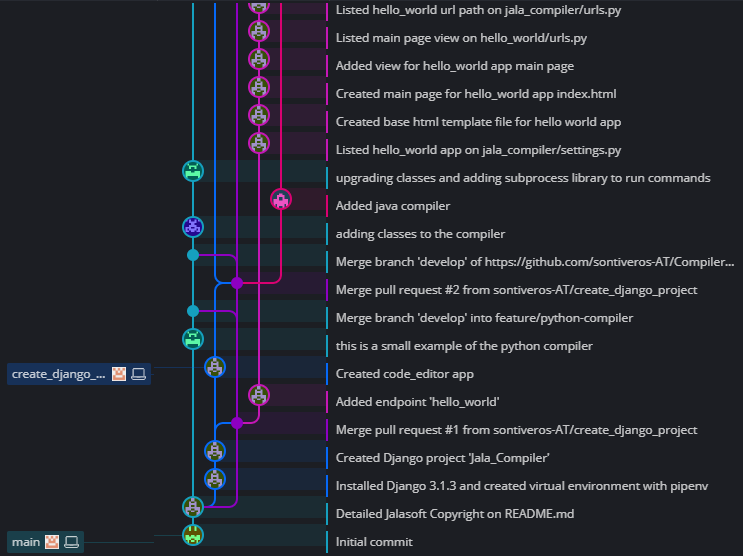 Listed hello_world url path on jala_compiler/urls.py
Listed main page view on hello_world/urls.py
Added view for hello_world app main page
Created main page for hello_world app index.html
Created base html template file for hello world app
Listed hello_world app on jala_compiler/settings.py
upgrading classes and adding subprocess library to run commands
Added java compiler
adding classes to the compiler
Merge branch 'develop' of https://github.com/sontiveros-AT/Compiler...
Merge pull request #2 from sontiveros-AT/create_django_project
Merge branch 'develop' into feature/python-compiler
this is a small example of the python compiler
create_django_... Created code_editor app
Added endpoint 'hello_world'
Merge pull request #1 from sontiveros-AT/create_django_project
Created Django project 'Jala_Compiler'
Installed Django 3.1.3 and created virtual environment with pipenv
Detailed Jalasoft Copyright on README.md
main Initial commit